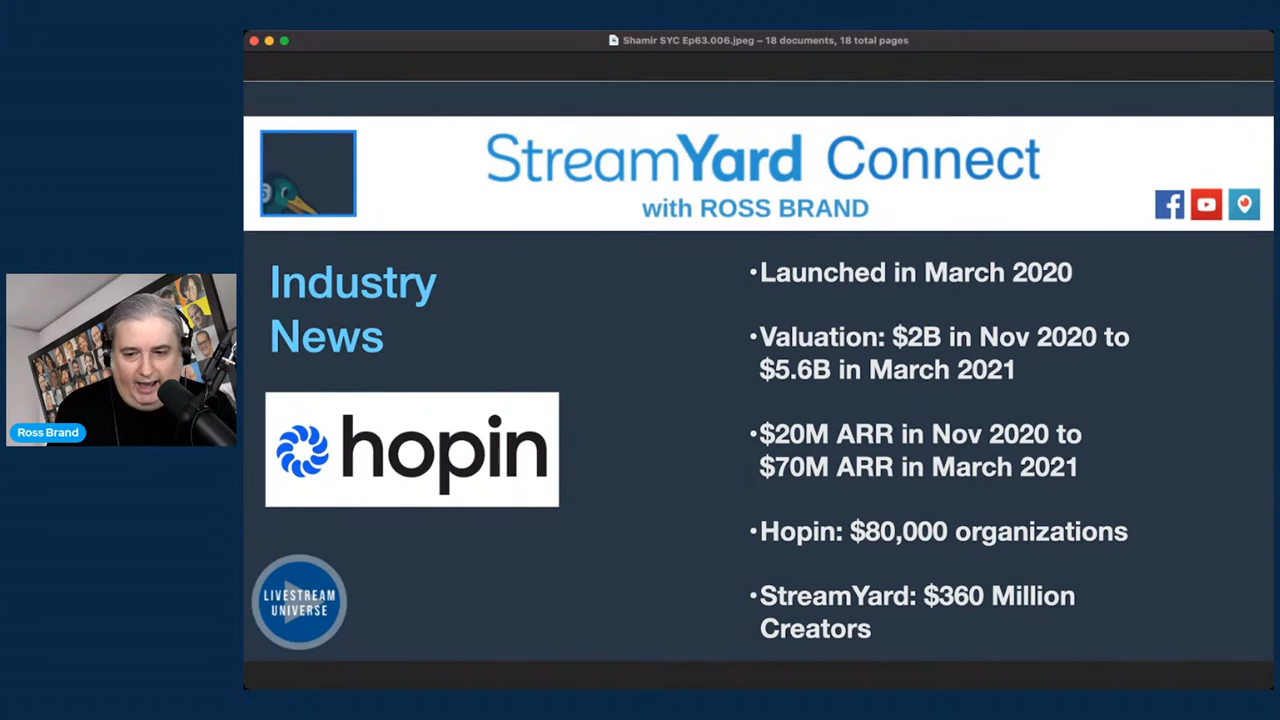 Shamir SYC Ep63.006.jpeg – 18 documents, 18 total pages
StreamYard Connect
with ROSS BRAND
Industry
News
hopin
LIVESTREAM
UNIVERSE
•Launched in March 2020
•Valuation: $2B in Nov 2020 to
$5.6B in March 2021
•$20M ARR in Nov 2020 to
$70M ARR in March 2021
•Hopin: $80,000 organizations
•StreamYard: $360 Million
Creators
Ross Brand